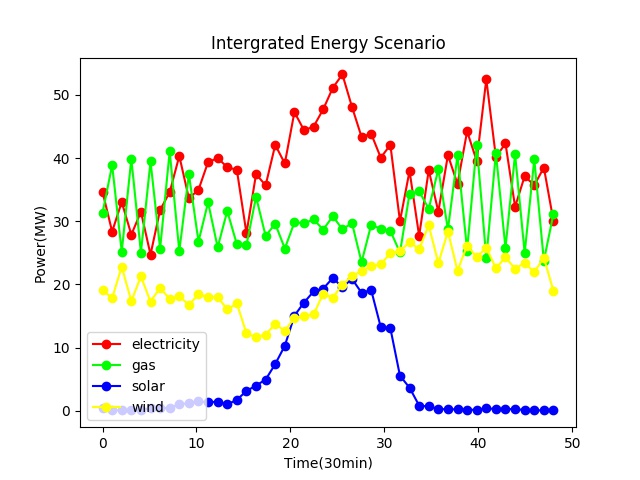 Intergrated Energy Scenario
Power(MW)
50
40
30
20
10
0
electricity
gas
solar
wind
0 10 20 30 40 50
Time(30min)